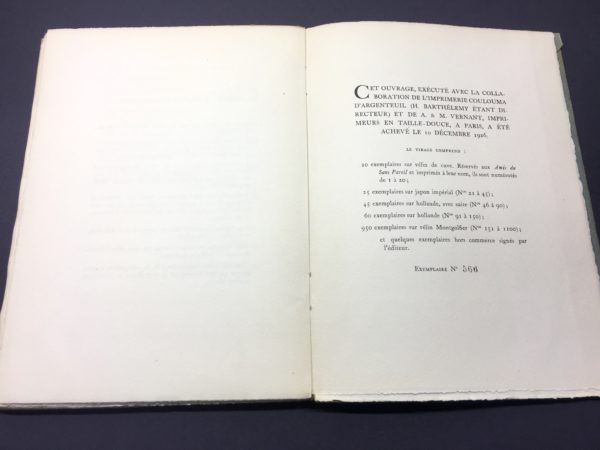 CET OUVRAGE, EXÉCUTÉ AVEC LA COLLA-
BORATION DE L'IMPRIMERIE COULOUMA
D'ARGENTEUIL (H. BARTHÉLEMY ÉTANT DI-
RECTEUR) ET DE A. & M. VERNANT, IMPRI-
MEURS EN TAILLE-DOUCE, A PARIS, A ÉTÉ
ACHEVÉ LE 10 DÉCEMBRE 1926.
LE TIRAGE COMPREND :
20 exemplaires sur vélin de cuve. Réservés aux Amis du
Sans Pareil et imprimés à leur nom, ils sont numérotés
de 1 à 20 ;
25 exemplaires sur japon impérial (Nos 21 à 45) ;
45 exemplaires sur hollande, avec suite (Nos 46 à 90) ;
60 exemplaires sur hollande (Nos 91 à 150) ;
950 exemplaires sur vélin Montgolfier (Nos 151 à 1100) ;
et quelques exemplaires hors commerce signés par
l'éditeur.
EXEMPLAIRE No 566